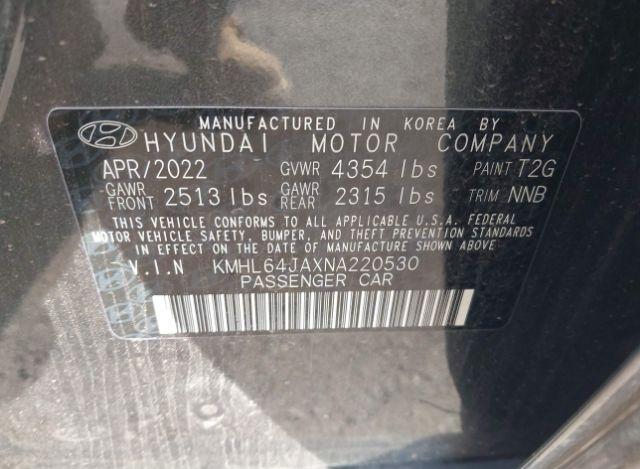 MANUFACTURED IN KOREA BY
HYUNDAI MOTOR COMPANY
APR/2022 GVWR 4354 lbs PAINT T2G
GAWR FRONT 2513 lbs GAWR REAR 2315 lbs TRIM NNB
THIS VEHICLE CONFORMS TO ALL APPLICABLE U.S.A. FEDERAL
MOTOR VEHICLE SAFETY, BUMPER, AND THEFT PREVENTION STANDARDS
IN EFFECT ON THE DATE OF MANUFACTURE SHOWN ABOVE
V.I.N KMHL64JAXNA220530
PASSENGER CAR